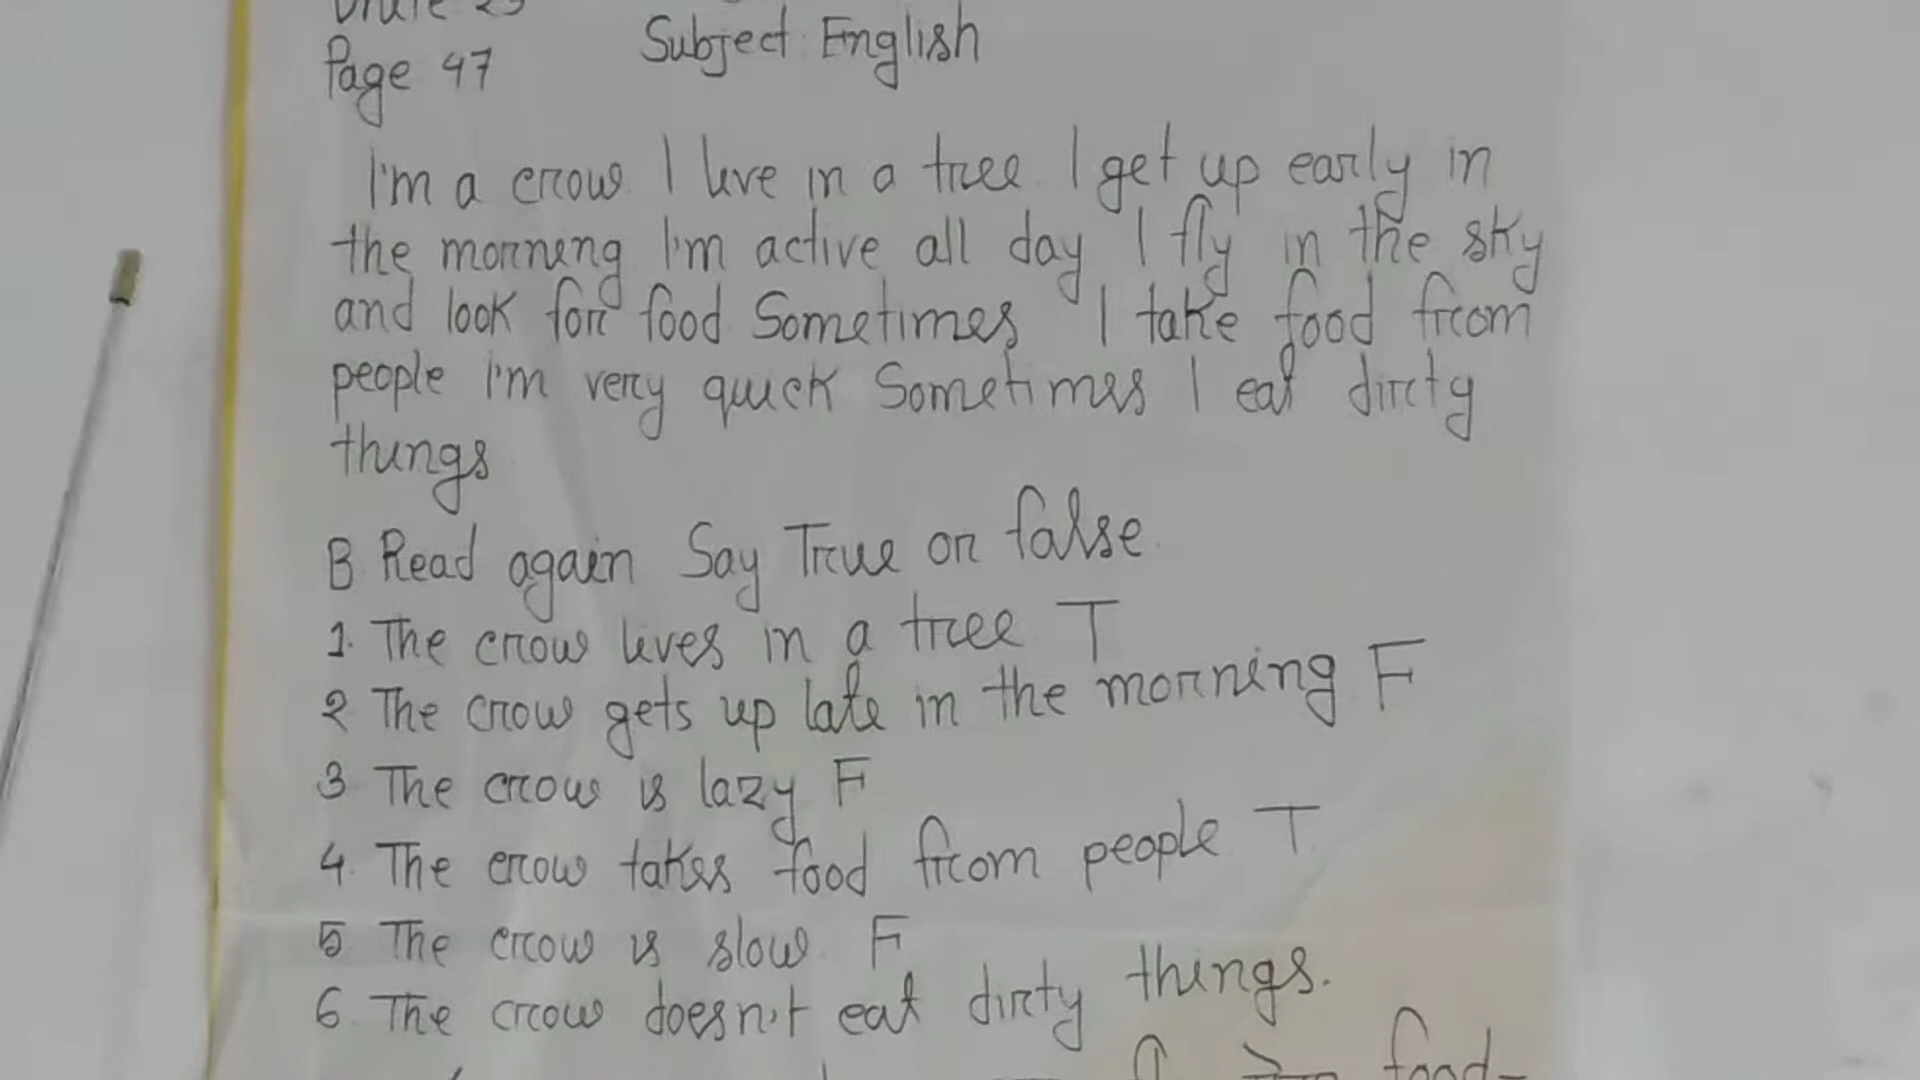 Page 47 Subject: English
I'm a crow. I live in a tree. I get up early in
the morning I'm active all day I fly in the sky
and look for food. Sometimes I take food from
people I'm very quick Sometimes I eat dirty
things
B Read again Say True or false.
1. The crow lives in a tree T
2 The crow gets up late in the morning F
3 The crow is lazy F
4. The crow takes food from people T
5 The crow is slow. F
6. The crow doesn't eat dirty things.
food-